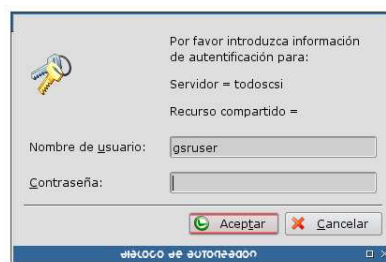 Por favor introduzca información
de autentificación para:
Servidor = todoscsi
Recurso compartido =
Nombre de usuario: gsruser
Contraseña:
Aceptar Cancelar